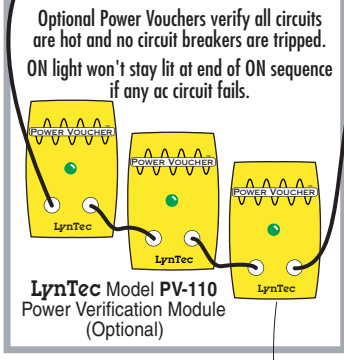 Optional Power Vouchers verify all circuits
are hot and no circuit breakers are tripped.
ON light won't stay lit at end of ON sequence
if any ac circuit fails.
POWER VOUCHER
LynTec
POWER VOUCHER
LynTec
POWER VOUCHER
LynTec
LynTec Model PV-110
Power Verification Module
(Optional)